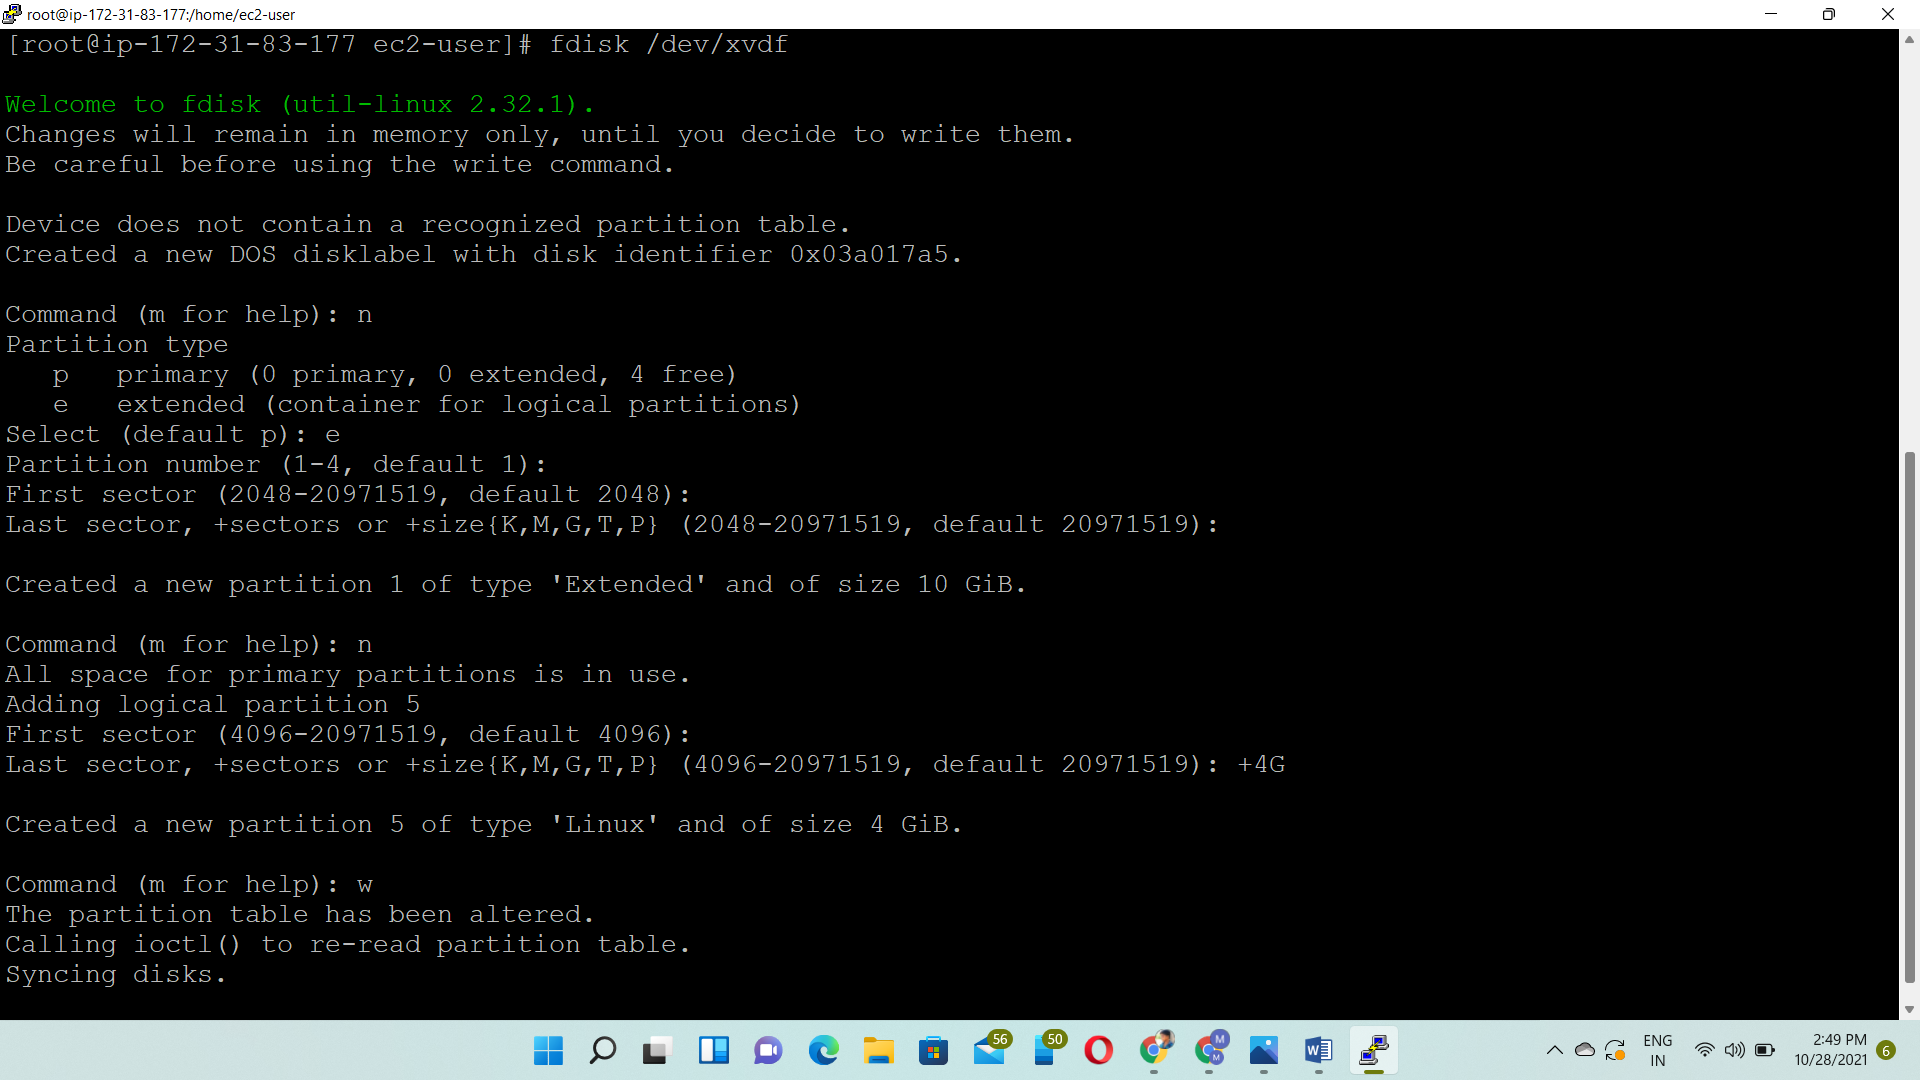 root@ip-172-31-83-177:/home/ec2-user
[root@ip-172-31-83-177 ec2-user]# fdisk /dev/xvdf
Welcome to fdisk (util-linux 2.32.1).
Changes will remain in memory only, until you decide to write them.
Be careful before using the write command.
Device does not contain a recognized partition table.
Created a new DOS disklabel with disk identifier 0x03a017a5.
Command (m for help): n
Partition type
   p   primary (0 primary, 0 extended, 4 free)
   e   extended (container for logical partitions)
Select (default p): e
Partition number (1-4, default 1):
First sector (2048-20971519, default 2048):
Last sector, +sectors or +size{K,M,G,T,P} (2048-20971519, default 20971519):
Created a new partition 1 of type 'Extended' and of size 10 GiB.
Command (m for help): n
All space for primary partitions is in use.
Adding logical partition 5
First sector (4096-20971519, default 4096):
Last sector, +sectors or +size{K,M,G,T,P} (4096-20971519, default 20971519): +4G
Created a new partition 5 of type 'Linux' and of size 4 GiB.
Command (m for help): w
The partition table has been altered.
Calling ioctl() to re-read partition table.
Syncing disks.
56
50
M
M
W
ENG
IN
2:49 PM
10/28/2021
6